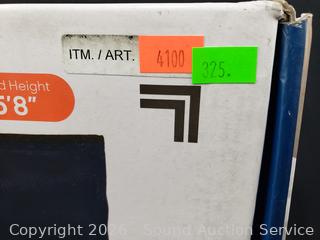 ITM. / ART.
4100
325.
d Height
5'8"
Copyright 2026 - Sound Auction Service